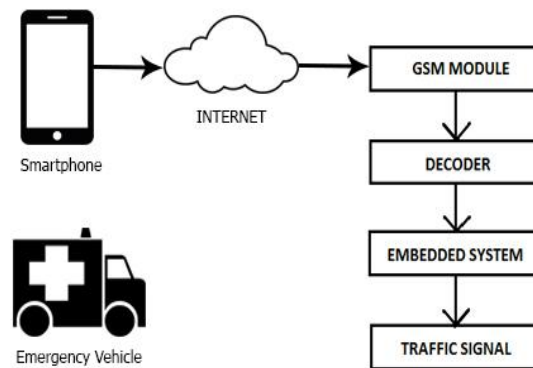 GSM MODULE
INTERNET
Smartphone
DECODER
EMBEDDED SYSTEM
TRAFFIC SIGNAL
Emergency Vehicle